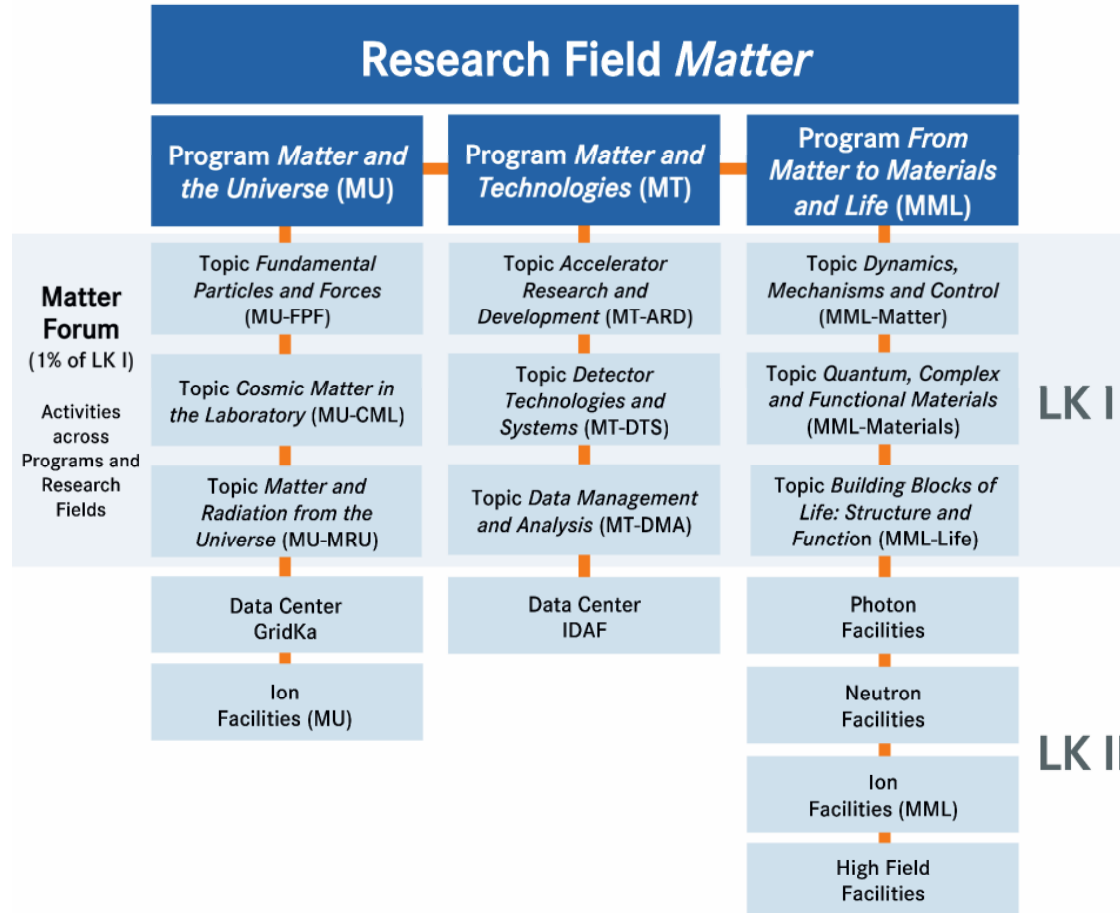 Research Field Matter
Program Matter and
the Universe (MU)
Program Matter and
Technologies (MT)
Program From
Matter to Materials
and Life (MML)
Matter
Forum
(1% of LK I)
Activities
across
Programs and
Research
Fields
Topic Fundamental
Particles and Forces
(MU-FPF)
Topic Cosmic Matter in
the Laboratory (MU-CML)
Topic Matter and
Radiation from the
Universe (MU-MRU)
Data Center
GridKa
Ion
Facilities (MU)
Topic Accelerator
Research and
Development (MT-ARD)
Topic Detector
Technologies and
Systems (MT-DTS)
Topic Data Management
and Analysis (MT-DMA)
Data Center
IDAF
Topic Dynamics,
Mechanisms and Control
(MML-Matter)
Topic Quantum, Complex
and Functional Materials
(MML-Materials)
Topic Building Blocks of
Life: Structure and
Function (MML-Life)
Photon
Facilities
Neutron
Facilities
Ion
Facilities (MML)
High Field
Facilities
LK I
LK II